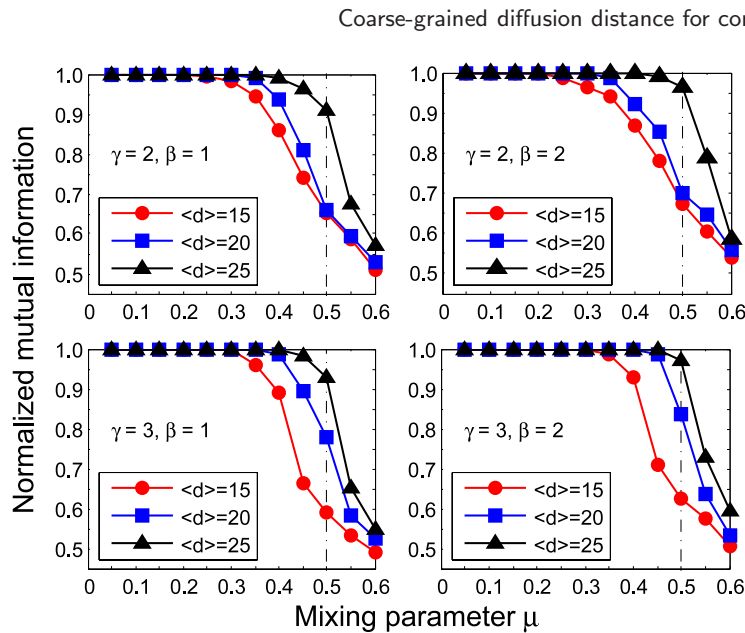 Coarse-grained diffusion distance for co
Normalized mutual information
1.0
0.9
0.8
0.7
0.6
0.5
γ = 2, β = 1
<d>=15
<d>=20
<d>=25
0 0.1 0.2 0.3 0.4 0.5 0.6
1.0
0.9
0.8
0.7
0.6
0.5
γ = 2, β = 2
<d>=15
<d>=20
<d>=25
0 0.1 0.2 0.3 0.4 0.5 0.6
1.0
0.9
0.8
0.7
0.6
0.5
γ = 3, β = 1
<d>=15
<d>=20
<d>=25
0 0.1 0.2 0.3 0.4 0.5 0.6
1.0
0.9
0.8
0.7
0.6
0.5
γ = 3, β = 2
<d>=15
<d>=20
<d>=25
0 0.1 0.2 0.3 0.4 0.5 0.6
Mixing parameter μ